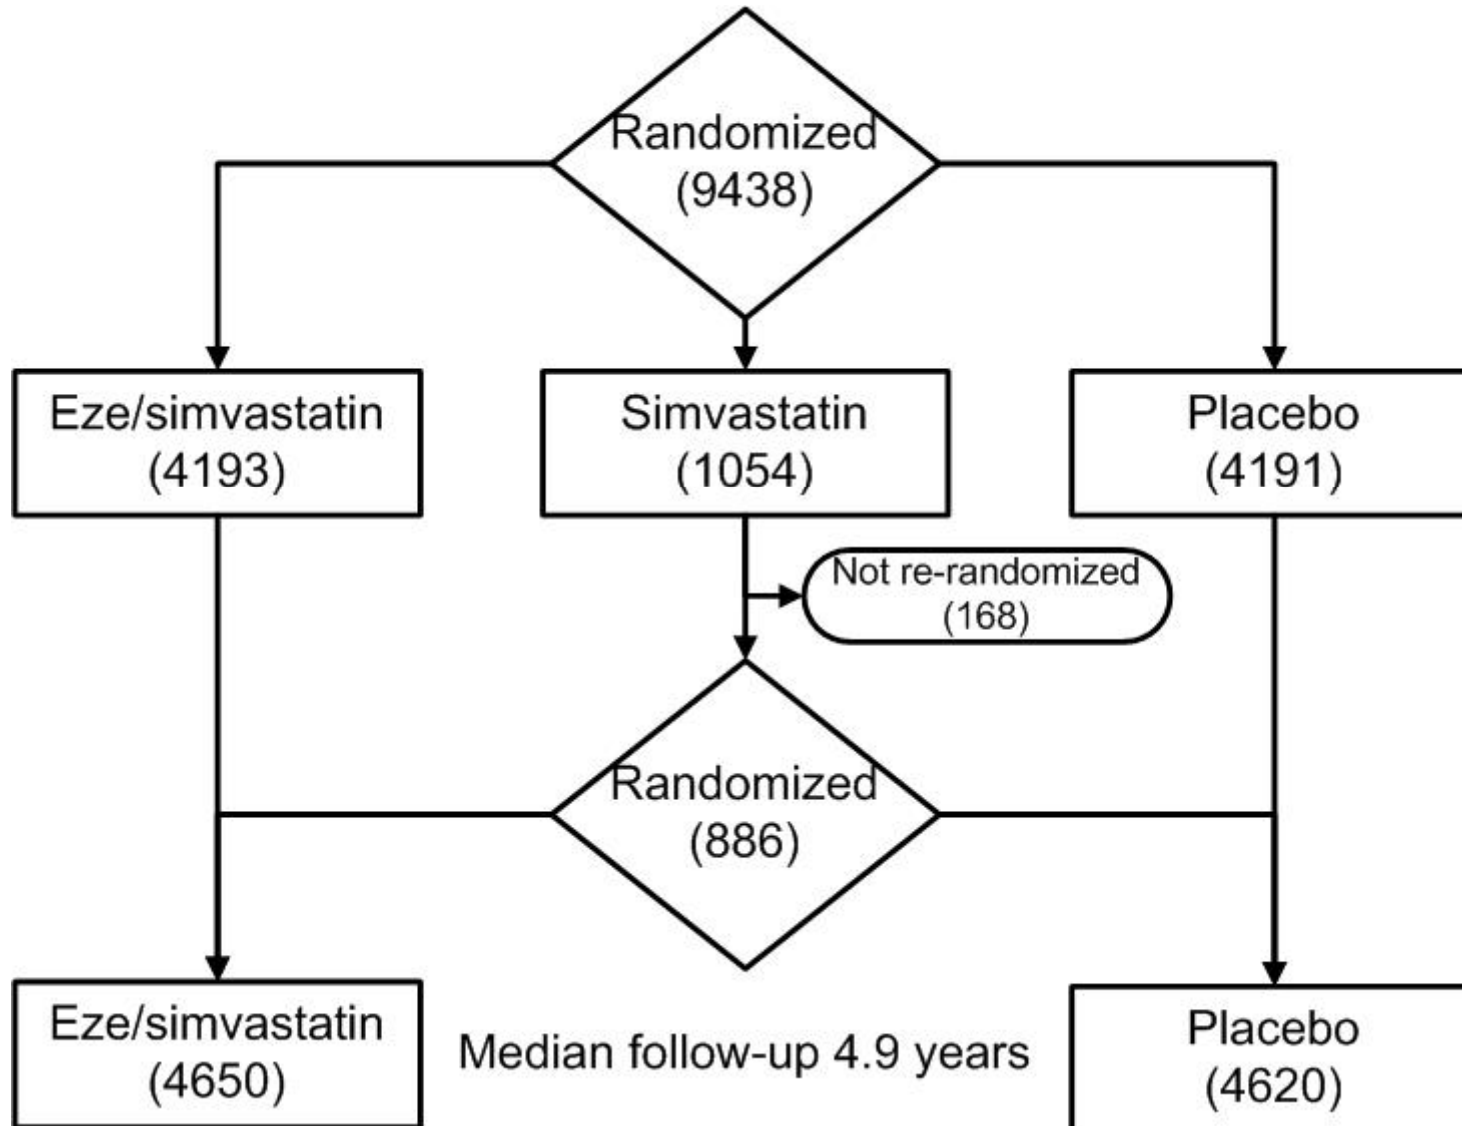 Randomized
(9438)
Eze/simvastatin
(4193)
Simvastatin
(1054)
Placebo
(4191)
Not re-randomized
(168)
Randomized
(886)
Eze/simvastatin
(4650)
Median follow-up 4.9 years
Placebo
(4620)